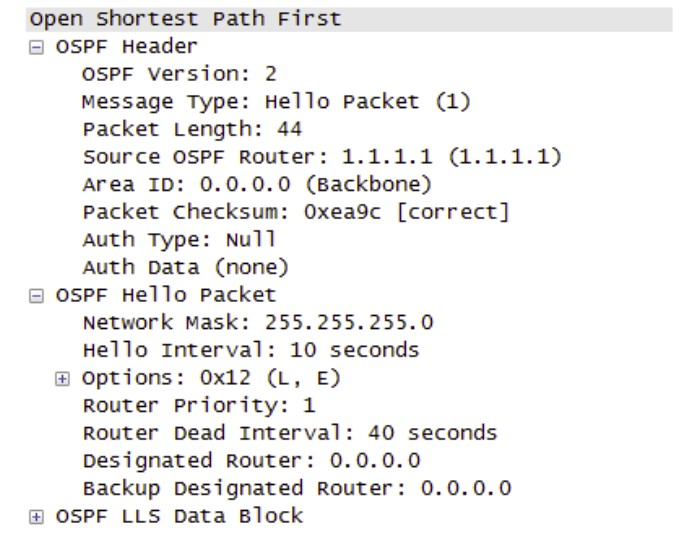 Open Shortest Path First
OSPF Header
OSPF Version: 2
Message Type: Hello Packet (1)
Packet Length: 44
Source OSPF Router: 1.1.1.1 (1.1.1.1)
Area ID: 0.0.0.0 (Backbone)
Packet Checksum: 0xea9c [correct]
Auth Type: Null
Auth Data (none)
OSPF Hello Packet
Network Mask: 255.255.255.0
Hello Interval: 10 seconds
Options: 0x12 (L, E)
Router Priority: 1
Router Dead Interval: 40 seconds
Designated Router: 0.0.0.0
Backup Designated Router: 0.0.0.0
OSPF LLS Data Block